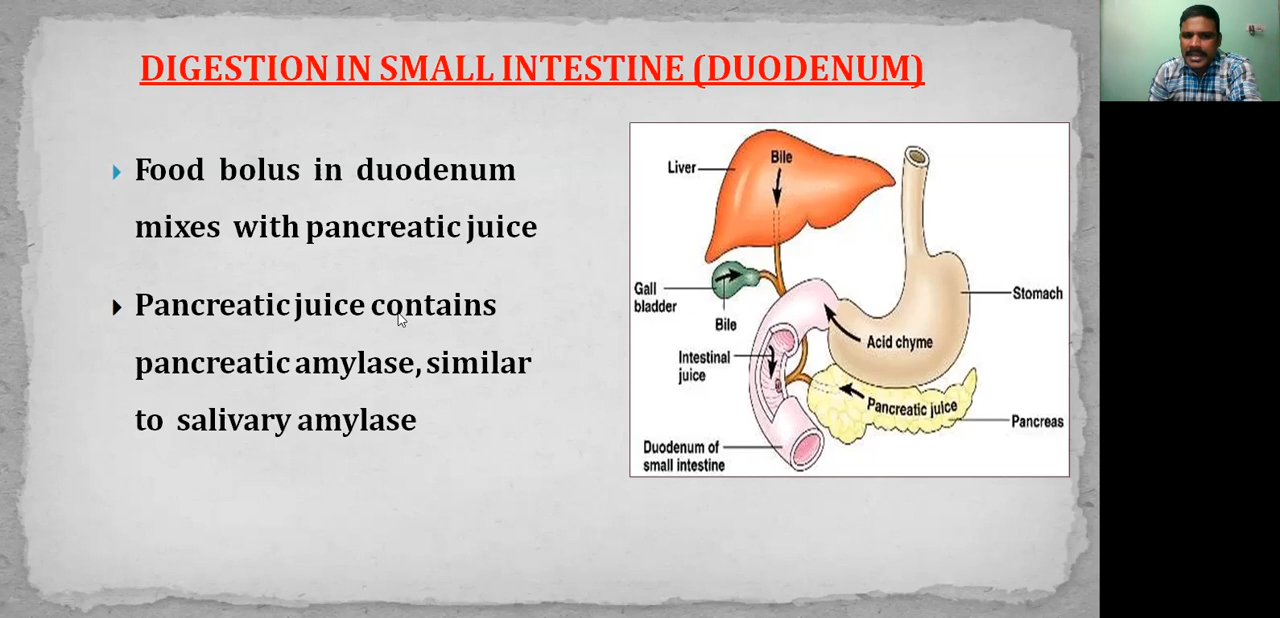 DIGESTION IN SMALL INTESTINE (DUODENUM)
Food bolus in duodenum
mixes with pancreatic juice
Pancreatic juice contains
pancreatic amylase, similar
to salivary amylase
Liver
Bile
Gall
bladder
Bile
Stomach
Acid chyme
Intestinal
juice
Pancreatic juice
Pancreas
Duodenum of
small intestine